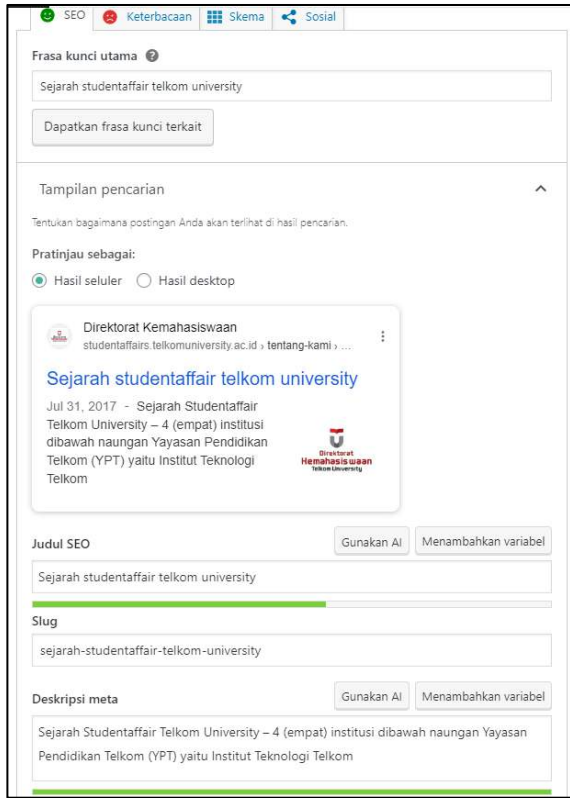 SEO Keterbacaan Skema Sosial
Frasa kunci utama
Sejarah studentaffair telkom university
Dapatkan frasa kunci terkait
Tampilan pencarian
Tentukan bagaimana postingan Anda akan terlihat di hasil pencarian.
Pratinjau sebagai:
Hasil seluler Hasil desktop
Direktorat Kemahasiswaan
studentaffairs.telkomuniversity.ac.id › tentang-kami › ...
Sejarah studentaffair telkom university
Jul 31, 2017 - Sejarah Studentaffair
Telkom University – 4 (empat) institusi
dibawah naungan Yayasan Pendidikan
Telkom (YPT) yaitu Institut Teknologi
Telkom
Direktorat
Kemahasiswaan
Telkom University
Judul SEO Gunakan AI Menambahkan variabel
Sejarah studentaffair telkom university
Slug
sejarah-studentaffair-telkom-university
Deskripsi meta Gunakan AI Menambahkan variabel
Sejarah Studentaffair Telkom University – 4 (empat) institusi dibawah naungan Yayasan
Pendidikan Telkom (YPT) yaitu Institut Teknologi Telkom